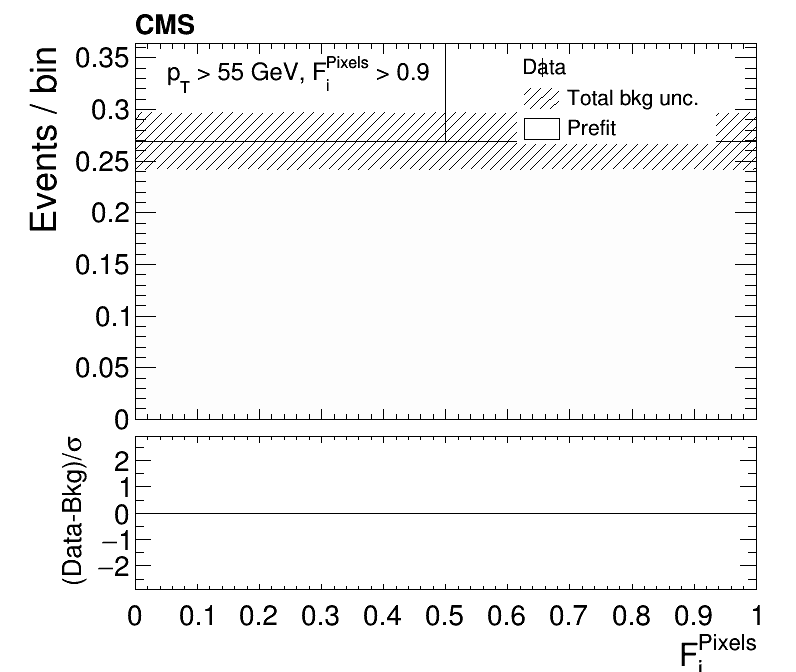 CMS
p_T > 55 GeV, F_i^Pixels > 0.9
Data
Total bkg unc.
Prefit
Events / bin
0.35
0.3
0.25
0.2
0.15
0.1
0.05
0
(Data-Bkg)/σ
2
1
0
−1
−2
0 0.1 0.2 0.3 0.4 0.5 0.6 0.7 0.8 0.9 1
F_i^Pixels